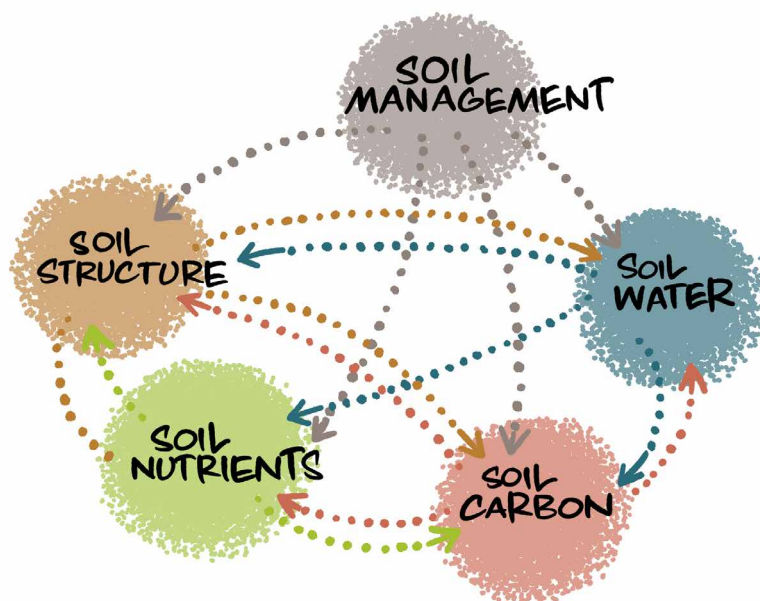 SOIL
MANAGEMENT
SOIL
STRUCTURE
SOIL
WATER
SOIL
NUTRIENTS
SOIL
CARBON